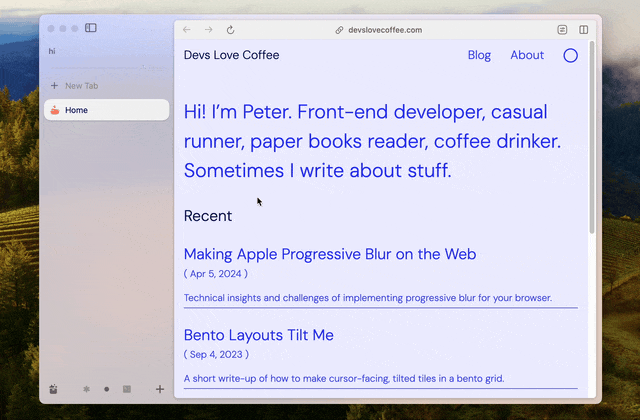 devslovecoffee.com
hi
New Tab
Home
Devs Love Coffee
Blog
About
Hi! I'm Peter. Front-end developer, casual
runner, paper books reader, coffee drinker.
Sometimes I write about stuff.
Recent
Making Apple Progressive Blur on the Web
( Apr 5, 2024 )
Technical insights and challenges of implementing progressive blur for your browser.
Bento Layouts Tilt Me
( Sep 4, 2023 )
A short write-up of how to make cursor-facing, tilted tiles in a bento grid.